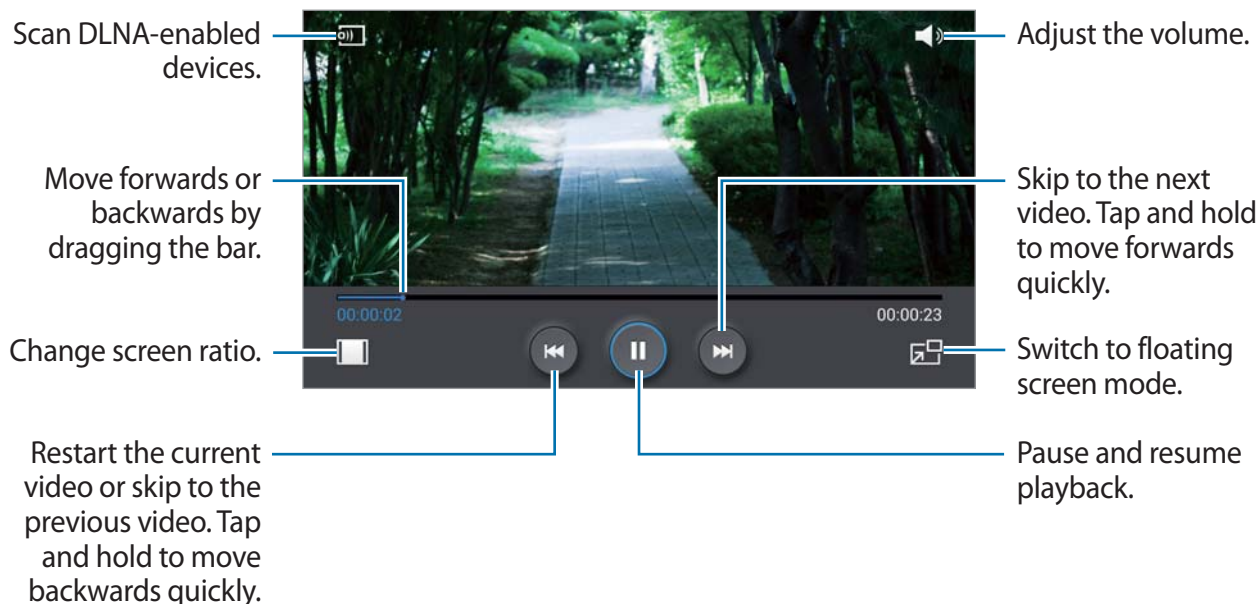 Scan DLNA-enabled
devices.
Adjust the volume.
Move forwards or
backwards by
dragging the bar.
Skip to the next
video. Tap and hold
to move forwards
quickly.
00:00:02
00:00:23
Change screen ratio.
Switch to floating
screen mode.
Restart the current
video or skip to the
previous video. Tap
and hold to move
backwards quickly.
Pause and resume
playback.